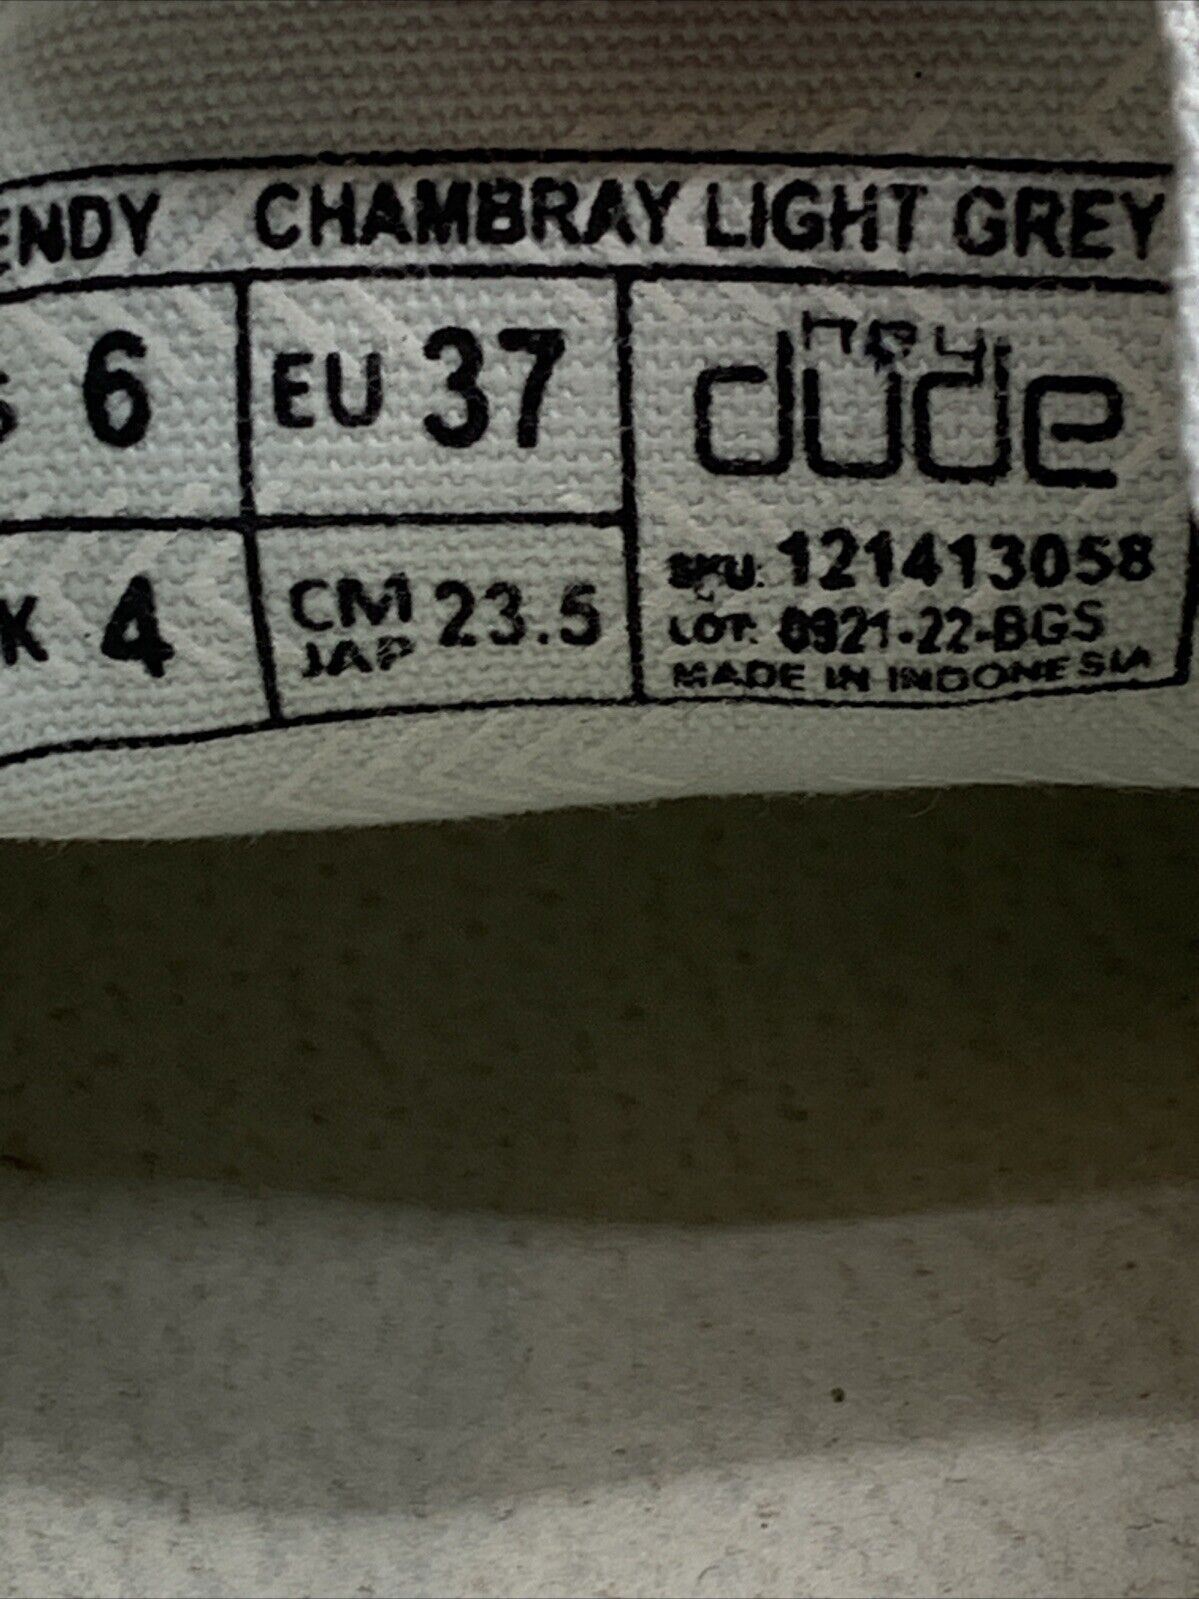 ENDY CHAMBRAY LIGHT GREY
S 6 EU 37
hey
dude
K 4 CM 23.5
JAP
SKU: 121413058
LOT: 0921-22-BGS
MADE IN INDONESIA